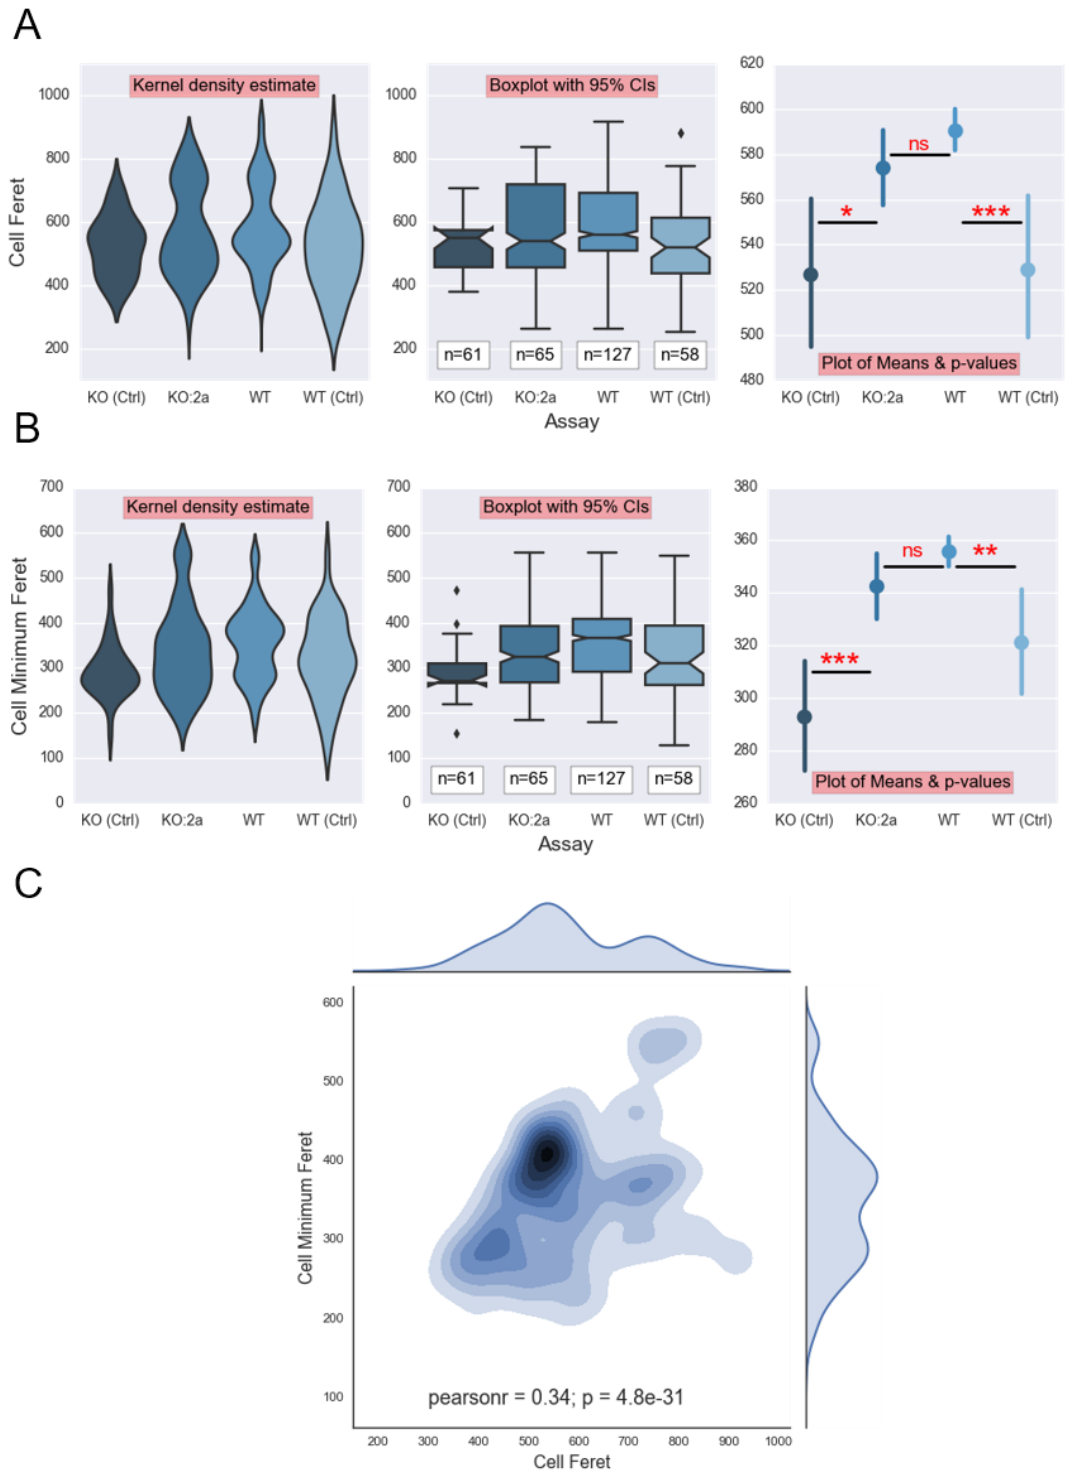 A
Kernel density estimate
Boxplot with 95% CIs
620
1000
1000
600
ns
800
800
580
Cell Feret
600
600
560
*
***
540
400
400
520
500
200
n=61
n=65
n=127
n=58
200
Plot of Means & p-values
480
KO (Ctrl)
KO:2a
WT
WT (Ctrl)
KO (Ctrl)
KO:2a
WT
WT (Ctrl)
KO (Ctrl)
KO:2a
WT
WT (Ctrl)
Assay
B
700
700
380
Kernel density estimate
Boxplot with 95% CIs
600
600
360
ns
**
500
500
340
Cell Minimum Feret
400
400
320
***
300
300
300
200
200
280
100
100
n=61
n=65
n=127
n=58
Plot of Means & p-values
0
0
260
KO (Ctrl)
KO:2a
WT
WT (Ctrl)
KO (Ctrl)
KO:2a
WT
WT (Ctrl)
KO (Ctrl)
KO:2a
WT
WT (Ctrl)
Assay
C
600
500
400
Cell Minimum Feret
300
200
100
pearsonr = 0.34; p = 4.8e-31
200
300
400
500
600
700
800
900
1000
Cell Feret